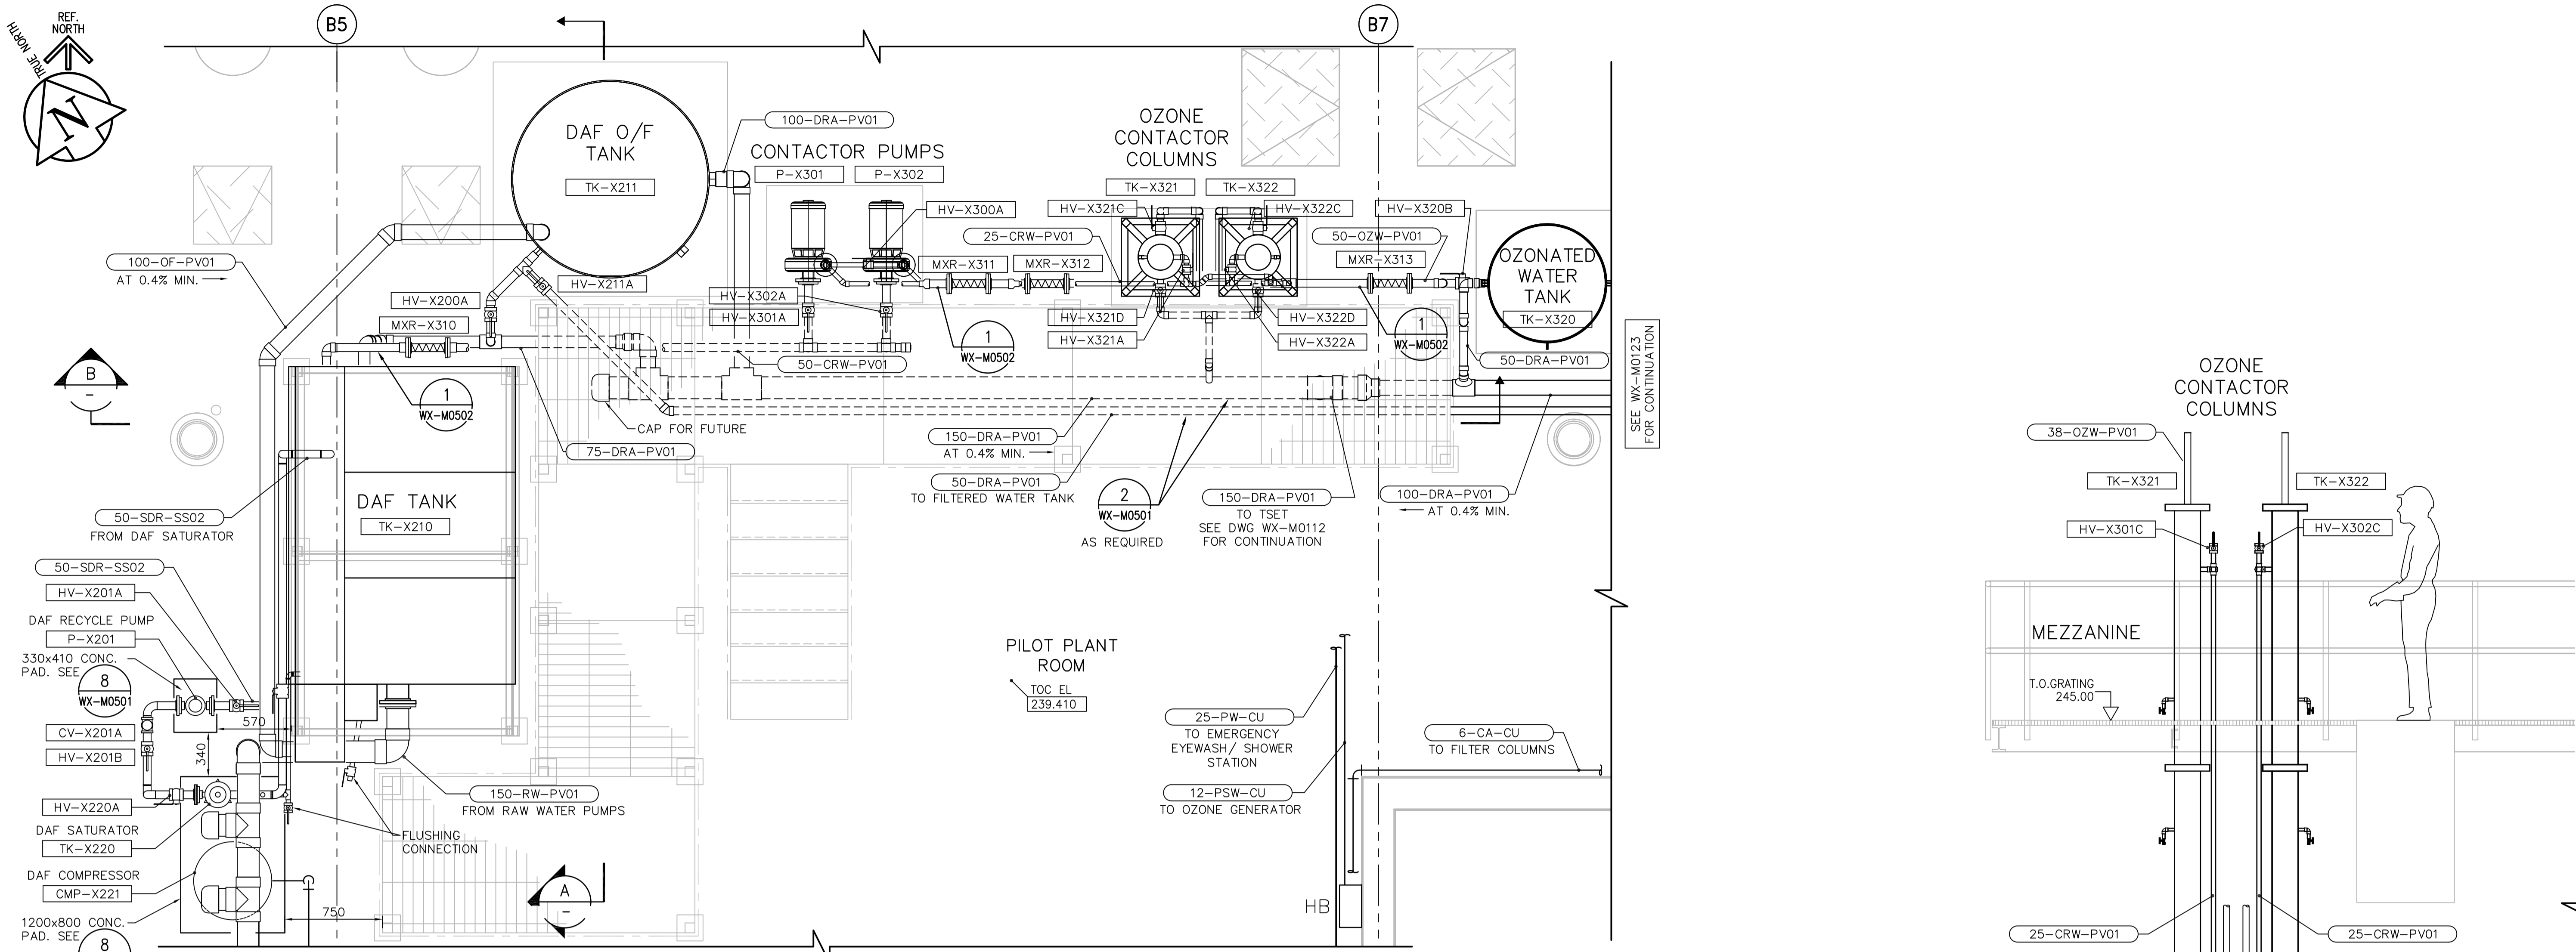 REF.
NORTH
TRUE NORTH
N
B5
B7
DAF O/F
TANK
TK-X211
100-DRA-PV01
CONTACTOR PUMPS
P-X301
P-X302
HV-X300A
OZONE
CONTACTOR
COLUMNS
TK-X321
TK-X322
HV-X321C
HV-X322C
HV-X320B
25-CRW-PV01
50-OZW-PV01
MXR-X311
MXR-X312
MXR-X313
OZONATED
WATER
TANK
TK-X320
100-OF-PV01
AT 0.4% MIN.
HV-X211A
HV-X200A
MXR-X310
HV-X302A
HV-X301A
HV-X321D
HV-X321A
HV-X322D
HV-X322A
1
WX-M0502
1
WX-M0502
50-CRW-PV01
50-DRA-PV01
SEE WX-M0123
FOR CONTINUATION
B
-
1
WX-M0502
CAP FOR FUTURE
75-DRA-PV01
150-DRA-PV01
AT 0.4% MIN.
50-DRA-PV01
TO FILTERED WATER TANK
2
WX-M0501
AS REQUIRED
150-DRA-PV01
TO TSET
SEE DWG WX-M0112
FOR CONTINUATION
100-DRA-PV01
AT 0.4% MIN.
DAF TANK
TK-X210
50-SDR-SS02
FROM DAF SATURATOR
50-SDR-SS02
HV-X201A
DAF RECYCLE PUMP
P-X201
330x410 CONC.
PAD. SEE
8
WX-M0501
570
CV-X201A
340
HV-X201B
HV-X220A
DAF SATURATOR
TK-X220
DAF COMPRESSOR
CMP-X221
1200x800 CONC.
PAD. SEE
8
150-RW-PV01
FROM RAW WATER PUMPS
FLUSHING
CONNECTION
750
A
-
PILOT PLANT
ROOM
TOC EL
239.410
25-PW-CU
TO EMERGENCY
EYEWASH/ SHOWER
STATION
12-PSW-CU
TO OZONE GENERATOR
6-CA-CU
TO FILTER COLUMNS
HB
OZONE
CONTACTOR
COLUMNS
38-OZW-PV01
TK-X321
TK-X322
HV-X301C
HV-X302C
MEZZANINE
T.O.GRATING
245.00
25-CRW-PV01
25-CRW-PV01